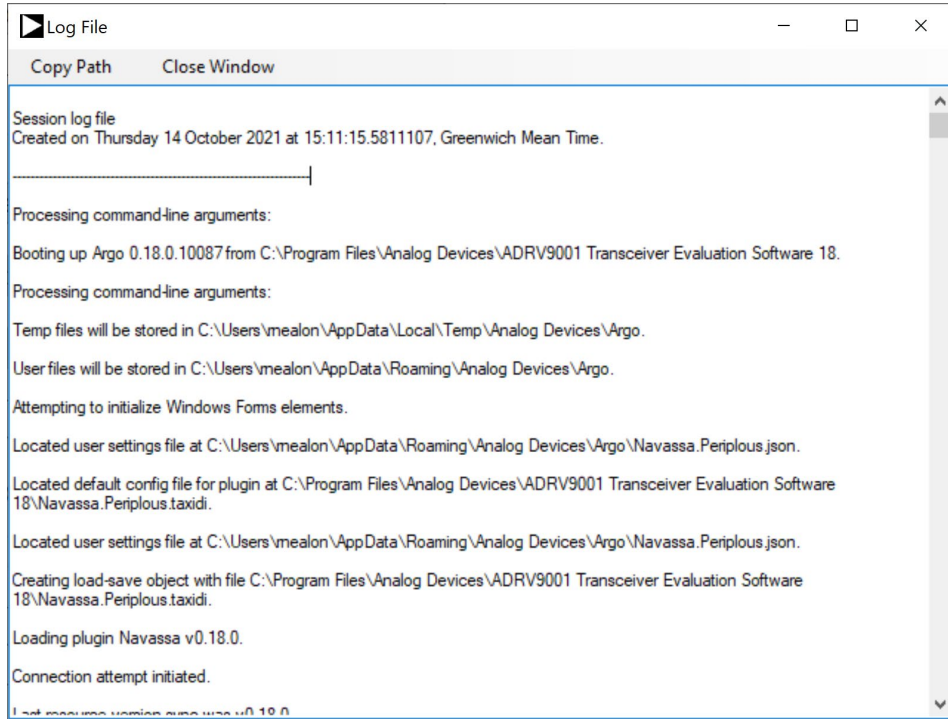 Log File
Copy Path Close Window
Session log file
Created on Thursday 14 October 2021 at 15:11:15.5811107, Greenwich Mean Time.
--------------------------------------------------------------------
Processing command-line arguments:
Booting up Argo 0.18.0.10087 from C:\Program Files\Analog Devices\ADRV9001 Transceiver Evaluation Software 18.
Processing command-line arguments:
Temp files will be stored in C:\Users\mealon\AppData\Local\Temp\Analog Devices\Argo.
User files will be stored in C:\Users\mealon\AppData\Roaming\Analog Devices\Argo.
Attempting to initialize Windows Forms elements.
Located user settings file at C:\Users\mealon\AppData\Roaming\Analog Devices\Argo\Navassa.Periplous.json.
Located default config file for plugin at C:\Program Files\Analog Devices\ADRV9001 Transceiver Evaluation Software
18\Navassa.Periplous.taxidi.
Located user settings file at C:\Users\mealon\AppData\Roaming\Analog Devices\Argo\Navassa.Periplous.json.
Creating load-save object with file C:\Program Files\Analog Devices\ADRV9001 Transceiver Evaluation Software
18\Navassa.Periplous.taxidi.
Loading plugin Navassa v0.18.0.
Connection attempt initiated.
Last resource version sync was v0.18.0